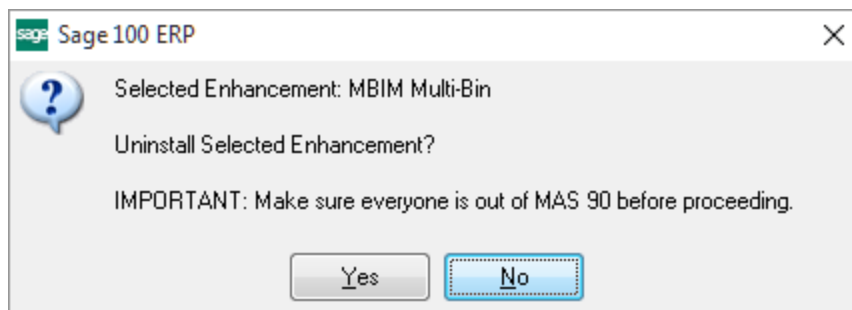 sage Sage 100 ERP
Selected Enhancement: MBIM Multi-Bin
Uninstall Selected Enhancement?
IMPORTANT: Make sure everyone is out of MAS 90 before proceeding.
Yes No